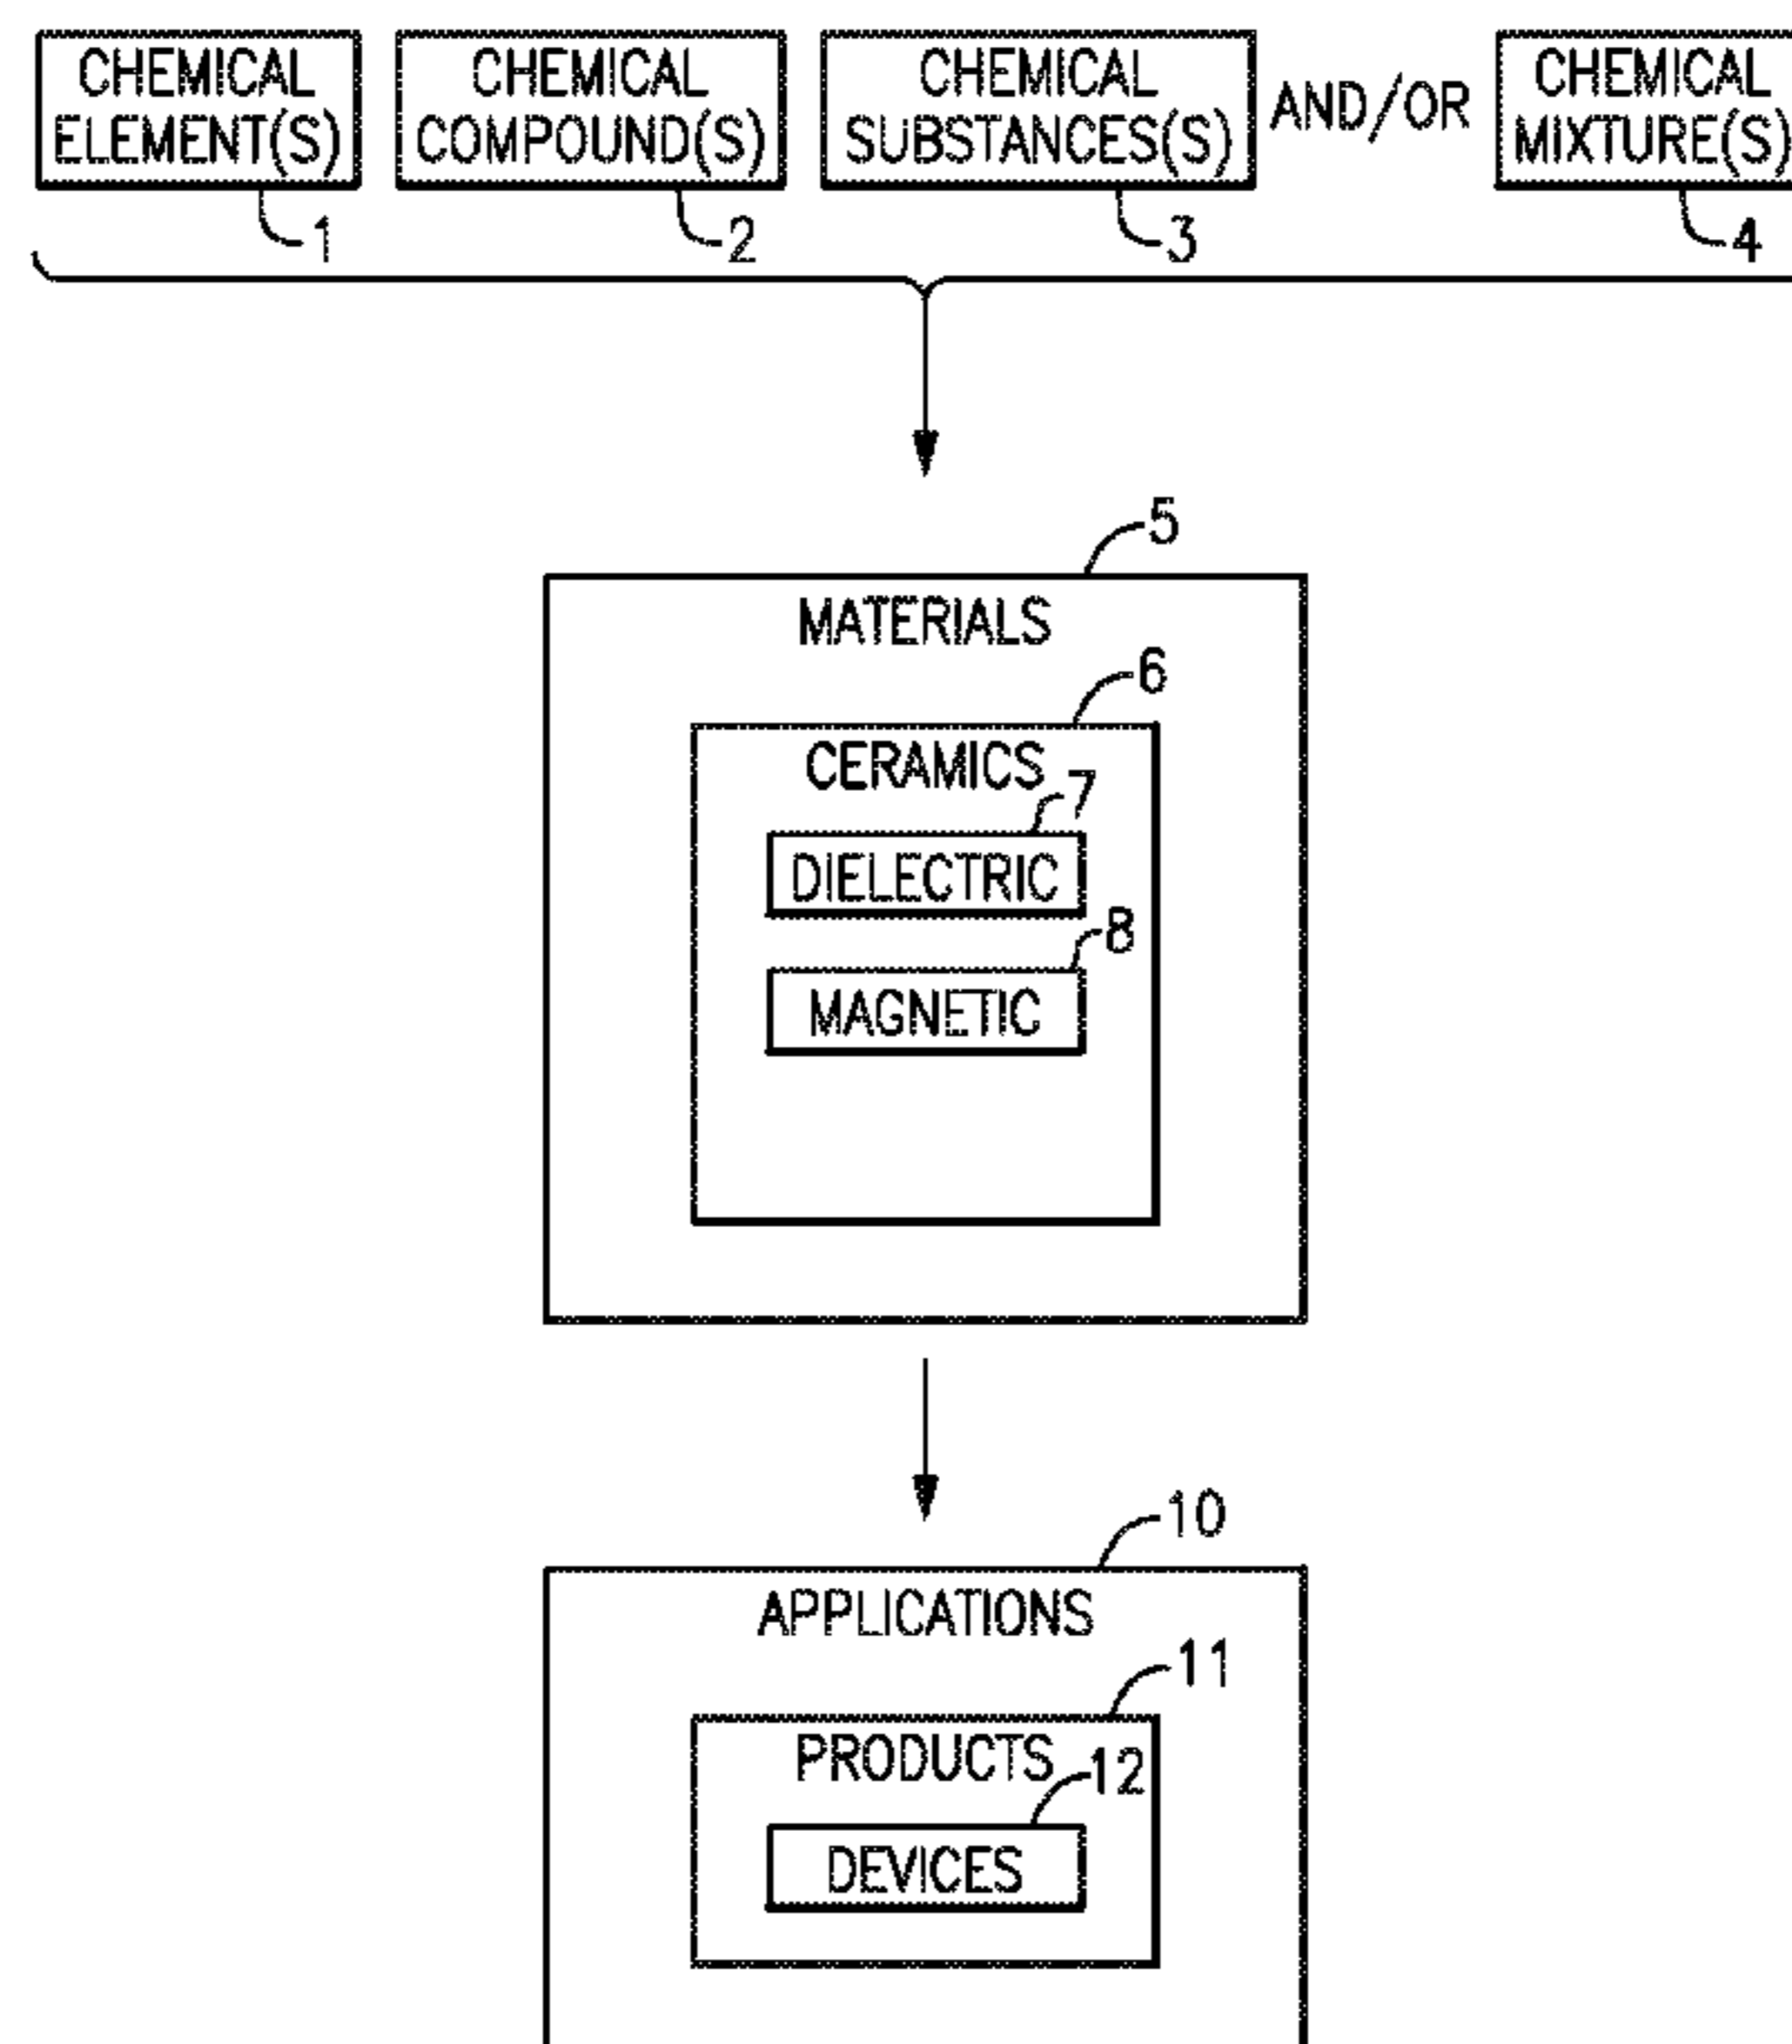 CHEMICAL
ELEMENT(S)
CHEMICAL
COMPOUND(S)
CHEMICAL
SUBSTANCES(S)
AND/OR
CHEMICAL
MIXTURE(S)
1
2
3
4
5
MATERIALS
6
CERAMICS
7
DIELECTRIC
8
MAGNETIC
10
APPLICATIONS
11
PRODUCTS
12
DEVICES